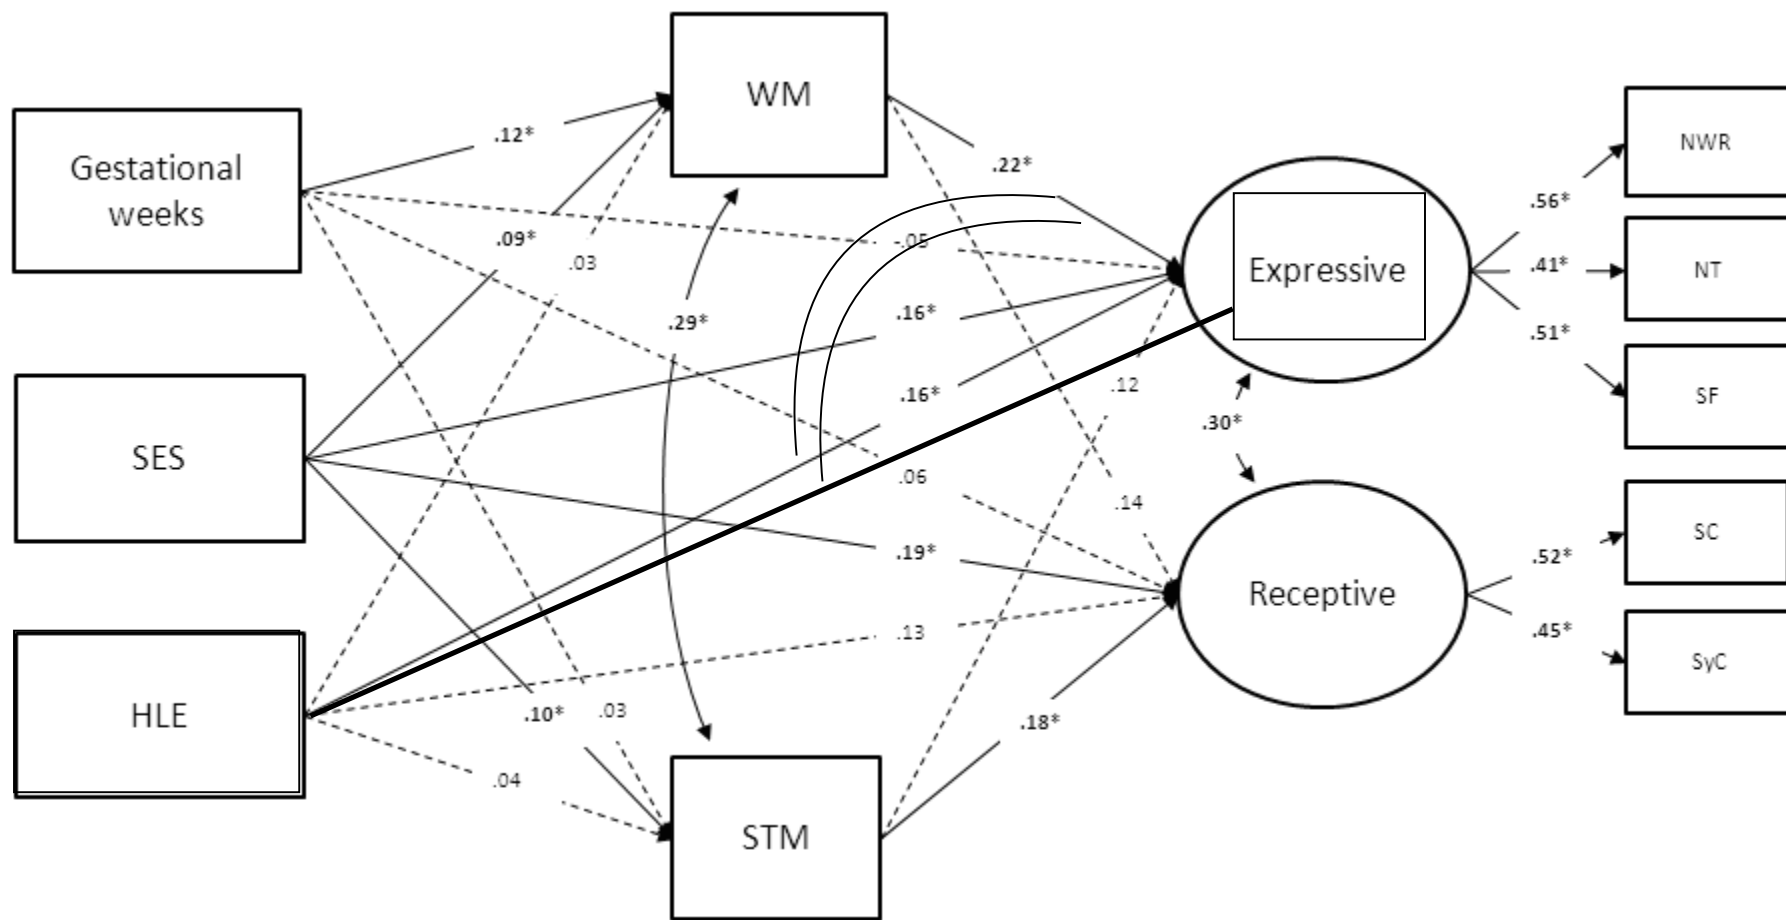 WM
NWR
.12*
Gestational
weeks
.22*
.56*
.09*
.03
-.05
Expressive
.41*
NT
.29*
.16*
.51*
.16*
.12
SF
.30*
SES
.06
.14
SC
.19*
.52*
Receptive
.13
.45*
SyC
HLE
.10*
.03
.18*
.04
STM